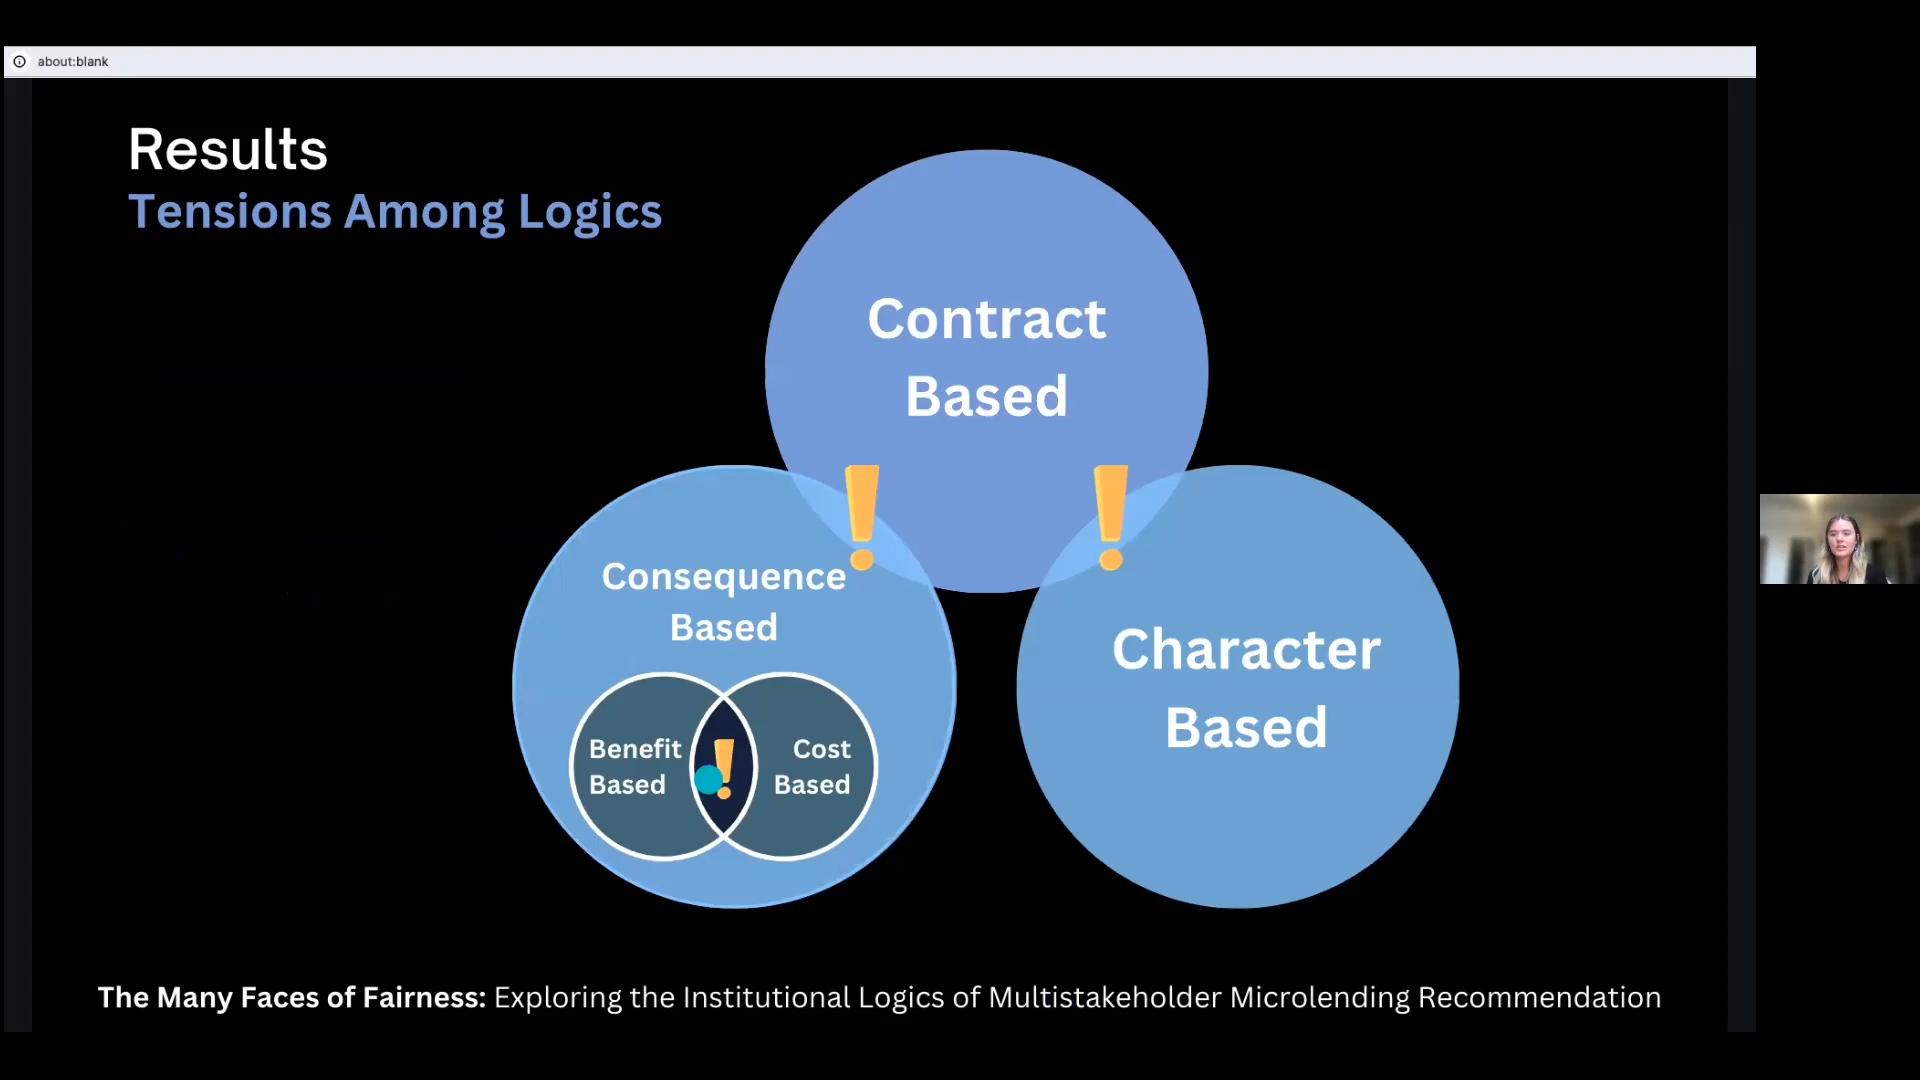 about:blank
Results
Tensions Among Logics
Contract
Based
Consequence
Based
Benefit
Based
Cost
Based
Character
Based
The Many Faces of Fairness: Exploring the Institutional Logics of Multistakeholder Microlending Recommendation